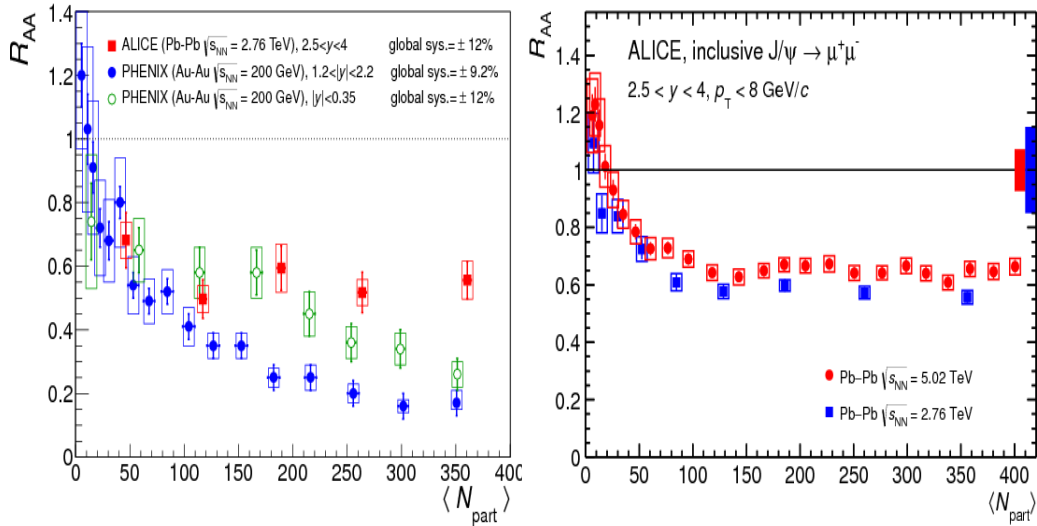 R_AA
1.4
1.2
1
0.8
0.6
0.4
0.2
0
ALICE (Pb-Pb √s_NN = 2.76 TeV), 2.5<y<4 global sys.= ± 12%
PHENIX (Au-Au √s_NN = 200 GeV), 1.2<|y|<2.2 global sys.= ± 9.2%
PHENIX (Au-Au √s_NN = 200 GeV), |y|<0.35 global sys.= ± 12%
0 50 100 150 200 250 300 350 400
⟨N_part⟩
R_AA
1.4
1.2
1
0.8
0.6
0.4
0.2
0
ALICE, inclusive J/ψ → μ⁺μ⁻
2.5 < y < 4, p_T < 8 GeV/c
Pb–Pb √s_NN = 5.02 TeV
Pb–Pb √s_NN = 2.76 TeV
0 50 100 150 200 250 300 350 400
⟨N_part⟩